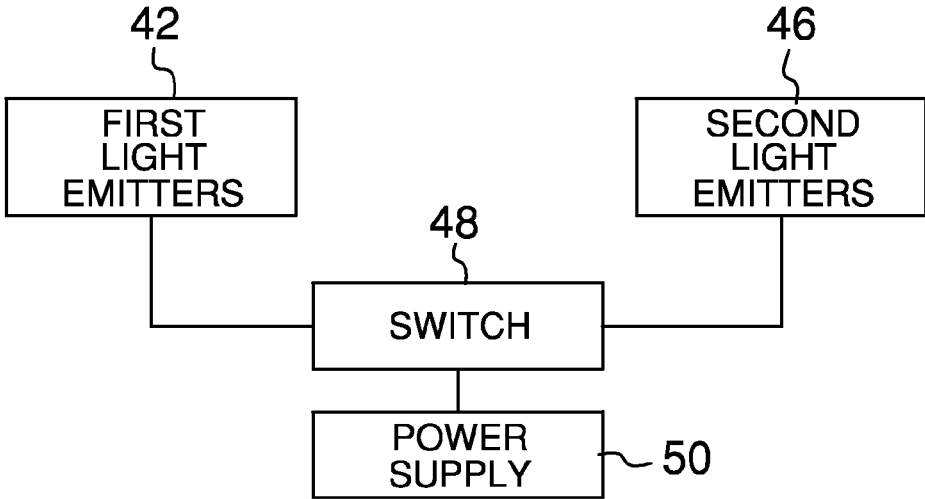 42
46
FIRST
LIGHT
EMITTERS
SECOND
LIGHT
EMITTERS
48
SWITCH
POWER
SUPPLY
50